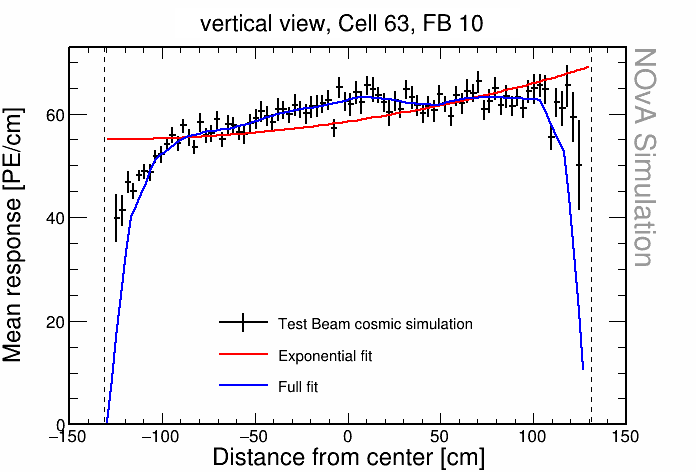 vertical view, Cell 63, FB 10
NOvA Simulation
Mean response [PE/cm]
60
40
20
0
Test Beam cosmic simulation
Exponential fit
Full fit
−150 −100 −50 0 50 100 150
Distance from center [cm]